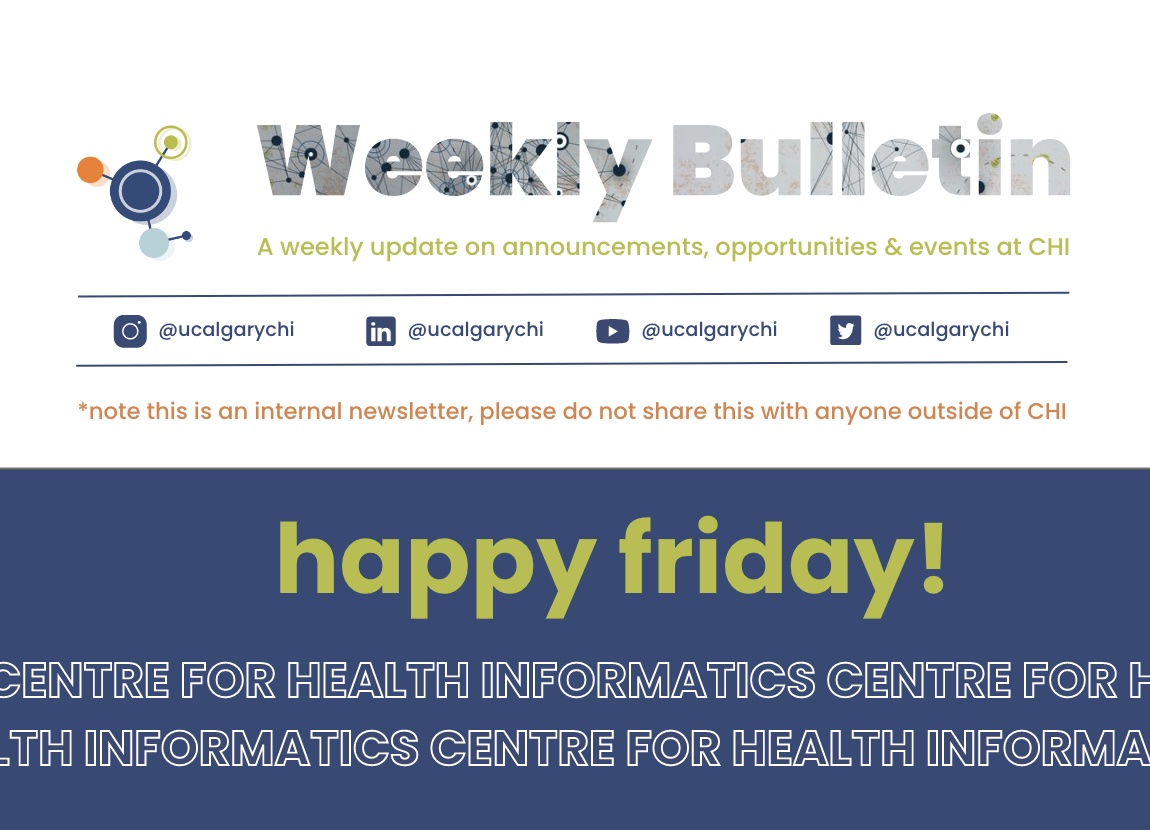 Weekly Bulletin
A weekly update on announcements, opportunities & events at CHI
@ucalgarychi @ucalgarychi @ucalgarychi @ucalgarychi
*note this is an internal newsletter, please do not share this with anyone outside of CHI
happy friday!
CENTRE FOR HEALTH INFORMATICS CENTRE FOR H
LTH INFORMATICS CENTRE FOR HEALTH INFORMA